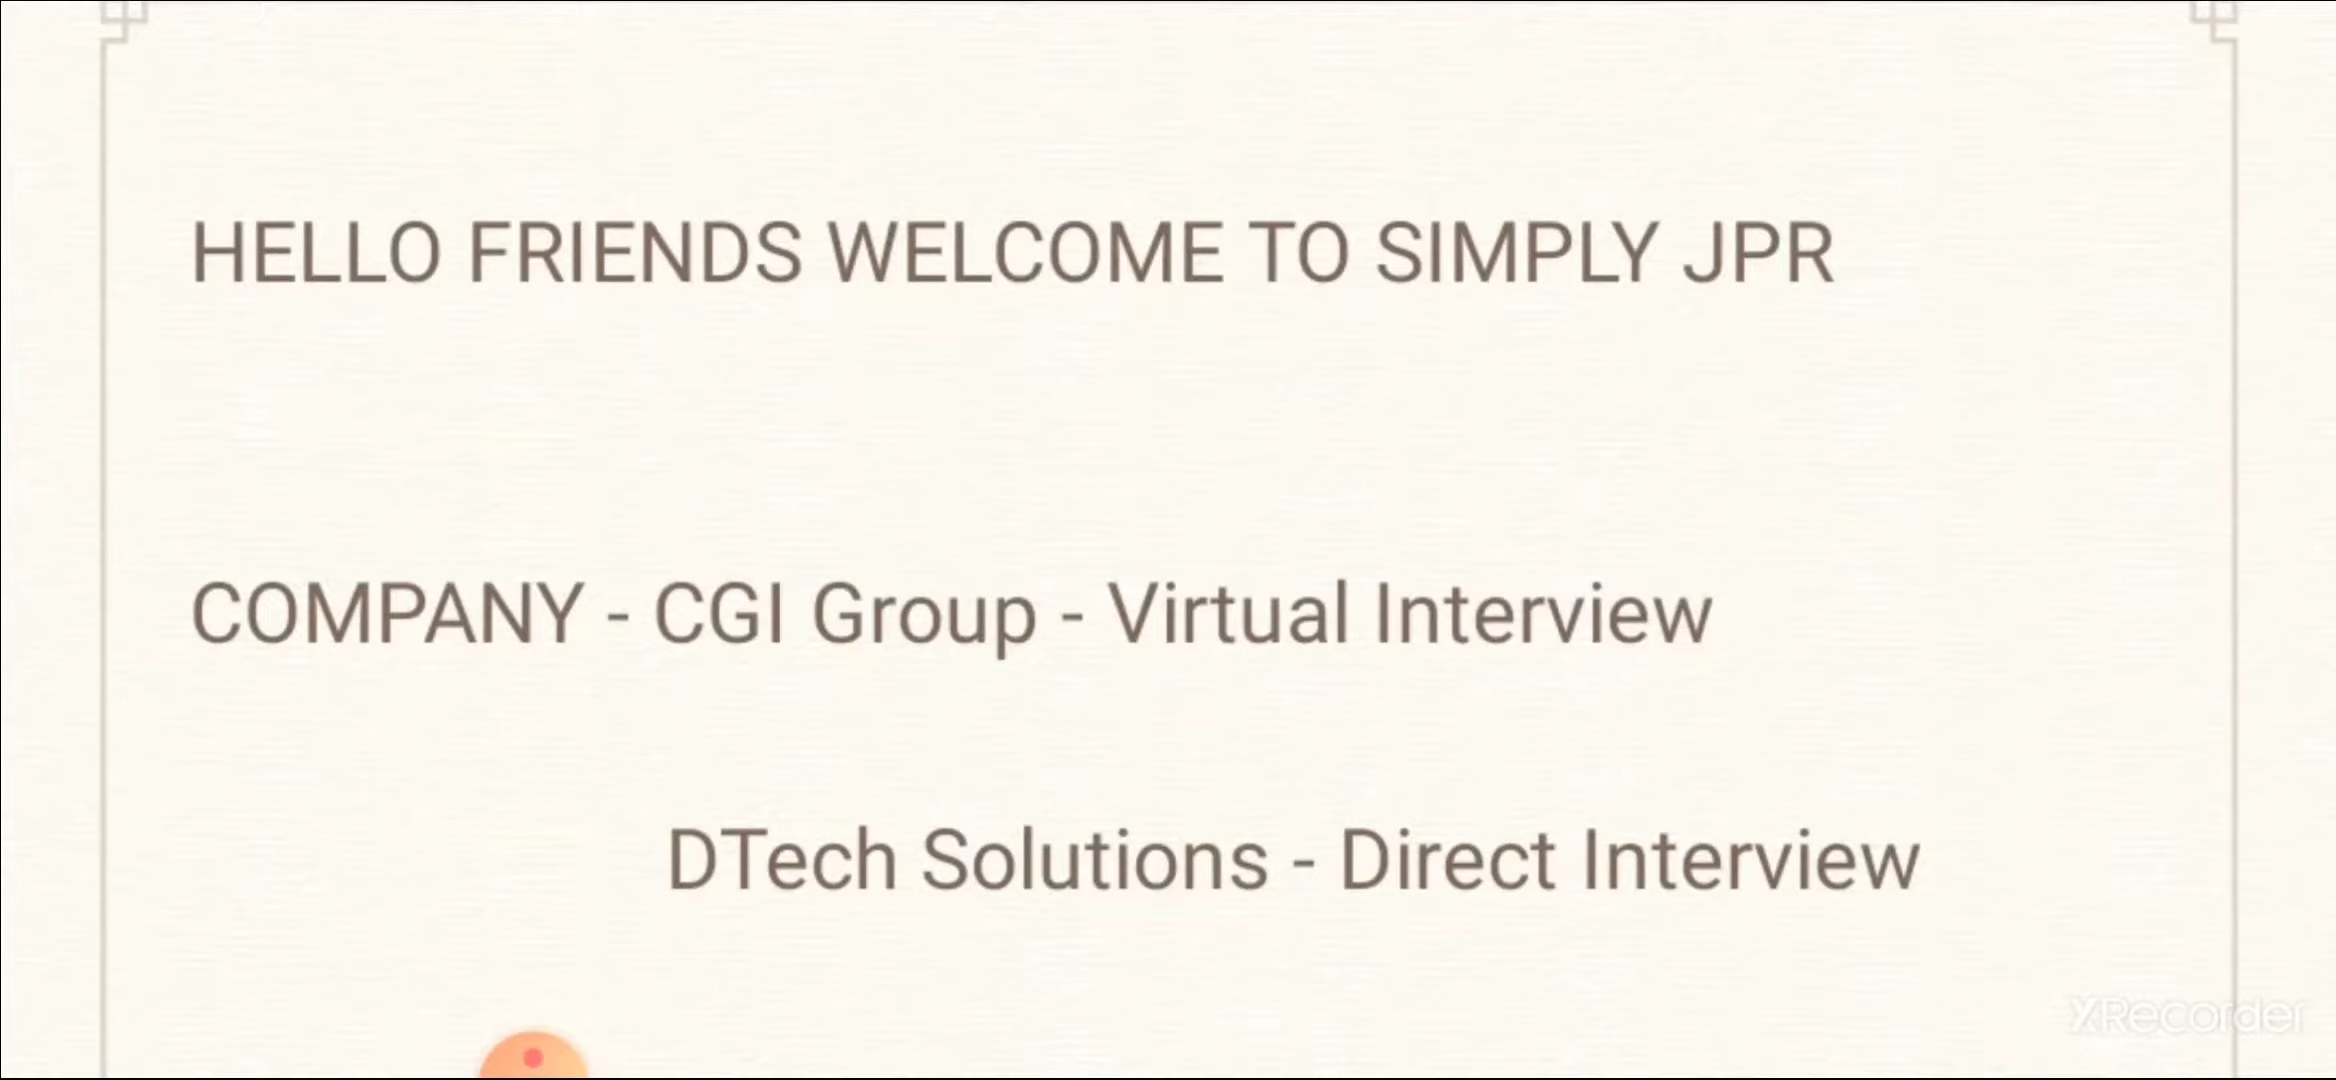 HELLO FRIENDS WELCOME TO SIMPLY JPR
COMPANY - CGI Group - Virtual Interview
DTech Solutions - Direct Interview
XRecorder